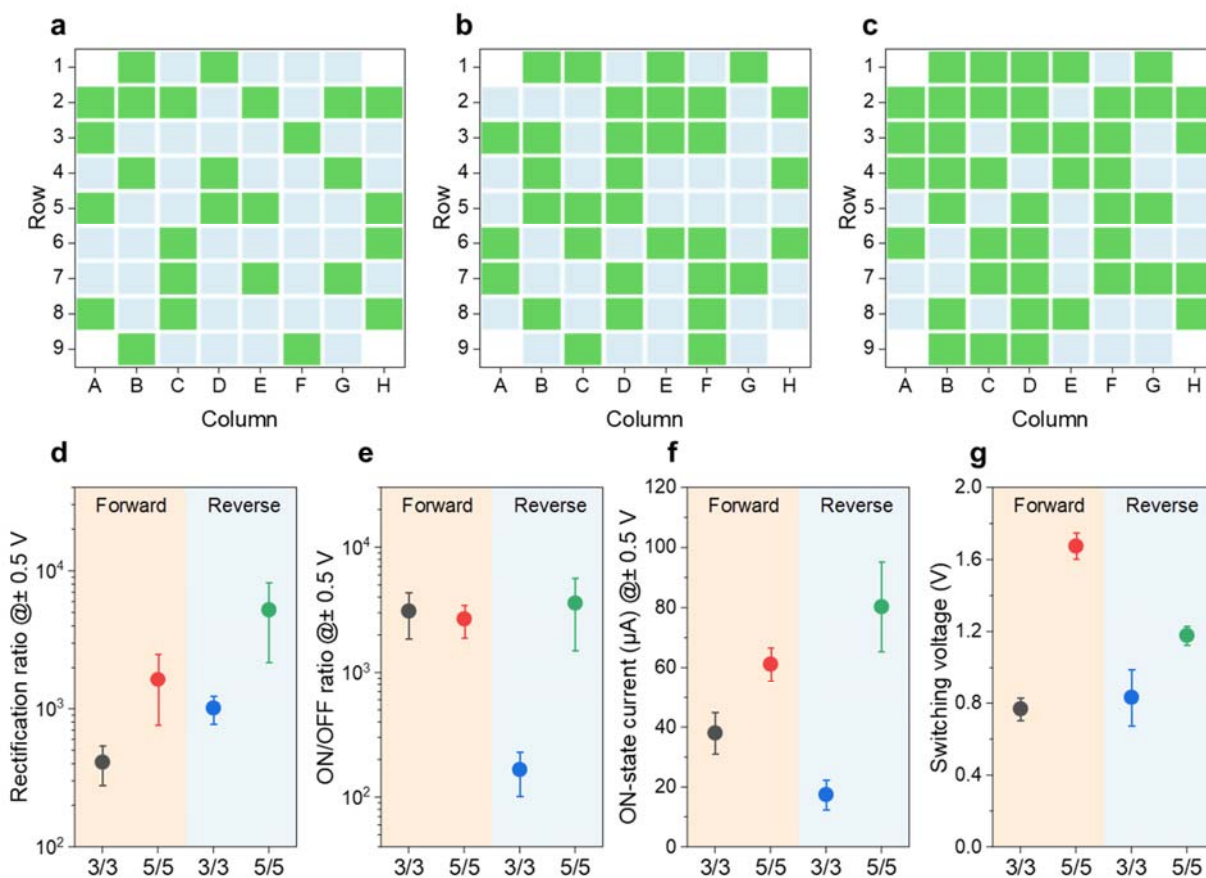 a
b
c
1
2
3
4
5
6
7
8
9
Row
A B C D E F G H
Column
1
2
3
4
5
6
7
8
9
Row
A B C D E F G H
Column
1
2
3
4
5
6
7
8
9
Row
A B C D E F G H
Column
d
Forward Reverse
10^4
10^3
10^2
Rectification ratio @± 0.5 V
3/3 5/5 3/3 5/5
e
Forward Reverse
10^4
10^3
10^2
ON/OFF ratio @± 0.5 V
3/3 5/5 3/3 5/5
f
Forward Reverse
120
100
80
60
40
20
0
ON-state current (µA) @± 0.5 V
3/3 5/5 3/3 5/5
g
Forward Reverse
2.0
1.6
1.2
0.8
0.4
0.0
Switching voltage (V)
3/3 5/5 3/3 5/5